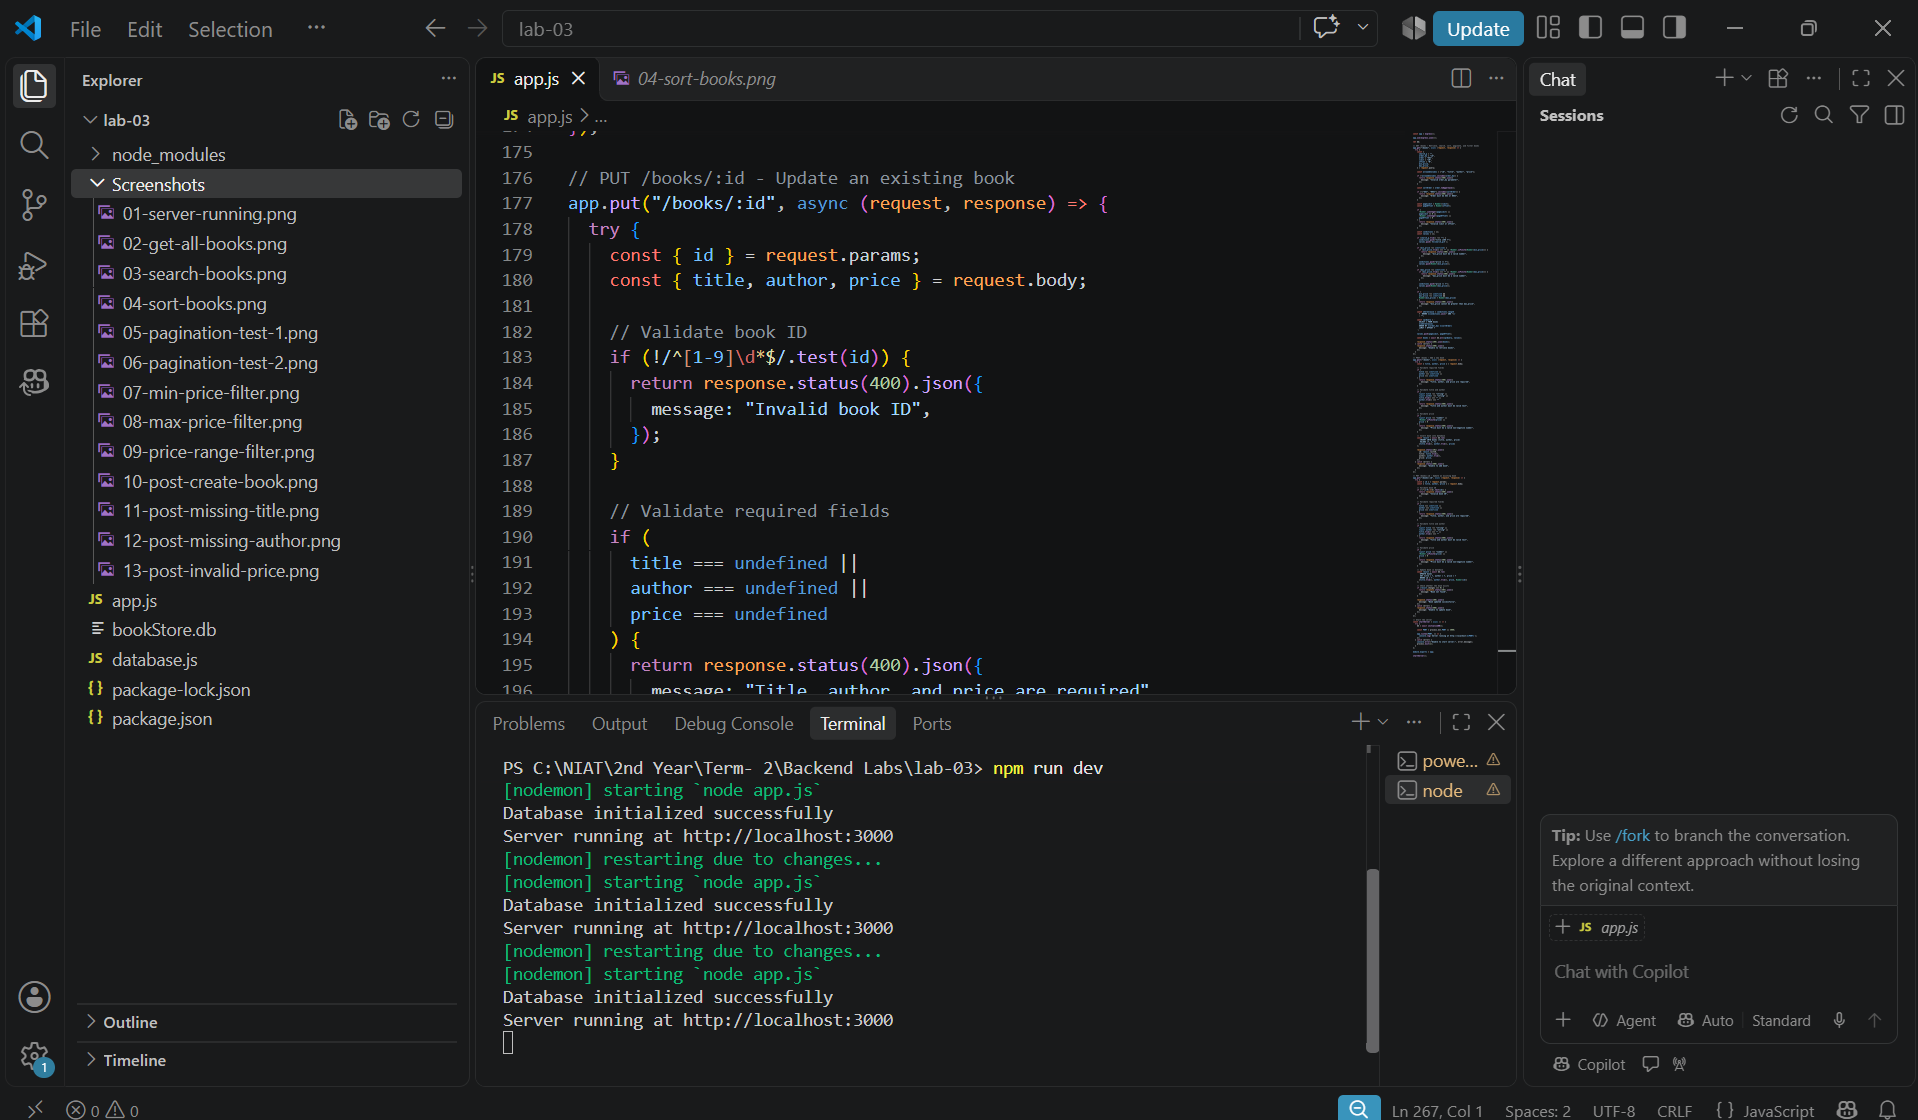 File Edit Selection ···
lab-03
Update
Explorer
lab-03
node_modules
Screenshots
01-server-running.png
02-get-all-books.png
03-search-books.png
04-sort-books.png
05-pagination-test-1.png
06-pagination-test-2.png
07-min-price-filter.png
08-max-price-filter.png
09-price-range-filter.png
10-post-create-book.png
11-post-missing-title.png
12-post-missing-author.png
13-post-invalid-price.png
JS app.js
bookStore.db
JS database.js
{} package-lock.json
{} package.json
Outline
Timeline
1
JS app.js
04-sort-books.png
JS app.js > ...
175
176 // PUT /books/:id - Update an existing book
177 app.put("/books/:id", async (request, response) => {
178 try {
179 const { id } = request.params;
180 const { title, author, price } = request.body;
181
182 // Validate book ID
183 if (!/^[1-9]\d*$/.test(id)) {
184 return response.status(400).json({
185 message: "Invalid book ID",
186 });
187 }
188
189 // Validate required fields
190 if (
191 title === undefined ||
192 author === undefined ||
193 price === undefined
194 ) {
195 return response.status(400).json({
196 message: "Title, author, and price are required"
Problems Output Debug Console Terminal Ports
PS C:\NIAT\2nd Year\Term- 2\Backend Labs\lab-03> npm run dev
[nodemon] starting `node app.js`
Database initialized successfully
Server running at http://localhost:3000
[nodemon] restarting due to changes...
[nodemon] starting `node app.js`
Database initialized successfully
Server running at http://localhost:3000
[nodemon] restarting due to changes...
[nodemon] starting `node app.js`
Database initialized successfully
Server running at http://localhost:3000
powe...
node
Chat
Sessions
Tip: Use /fork to branch the conversation.
Explore a different approach without losing
the original context.
JS app.js
Chat with Copilot
Agent Auto Standard
Copilot
0 0
Ln 267, Col 1 Spaces: 2 UTF-8 CRLF {} JavaScript